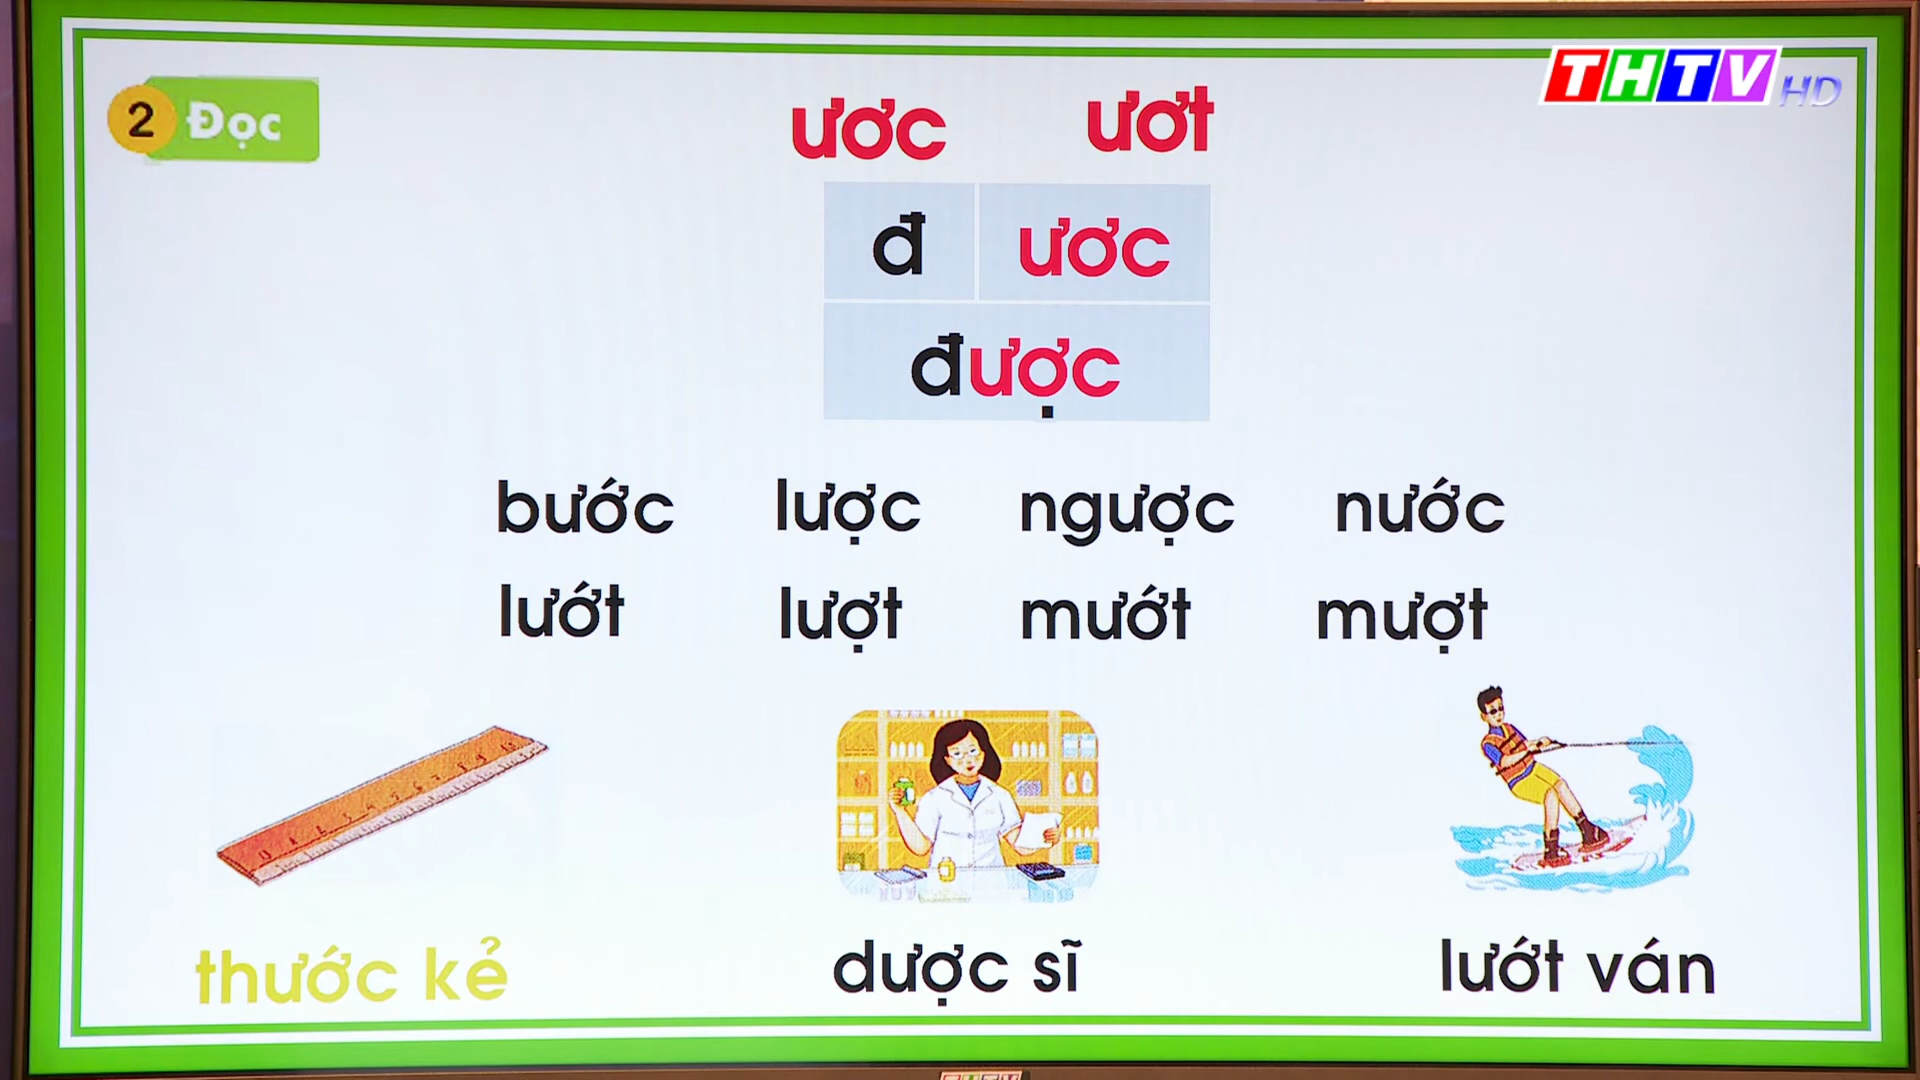 2 Đọc
THTV HD
ươc ươt
đ ươc
được
bước lược ngược nước
lướt lượt mướt mượt
thước kẻ dược sĩ lướt ván